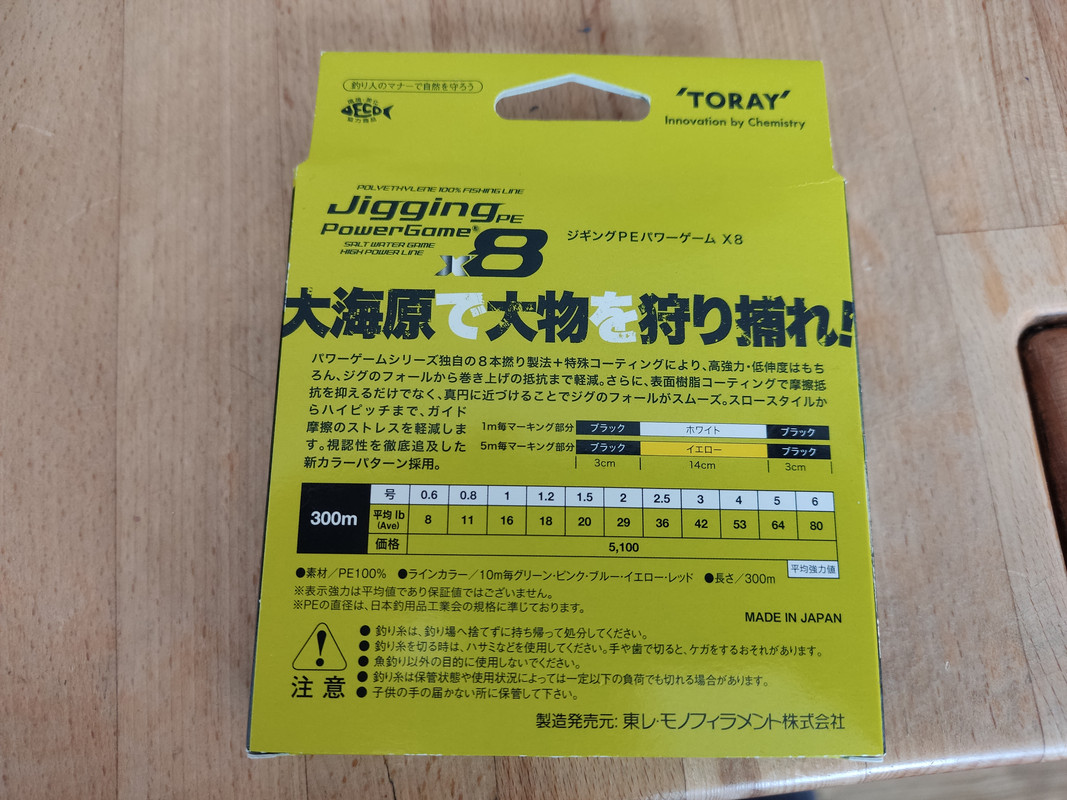 釣り人のマナーで自然を守ろう
環境・美化
ECO
協力商品
'TORAY'
Innovation by Chemistry
POLYETHYLENE 100% FISHING LINE
Jigging PE
PowerGame®
SALT WATER GAME
HIGH POWER LINE
X8
ジギングPEパワーゲーム X8
大海原で大物を狩り捕れ!!
パワーゲームシリーズ独自の8本撚り製法+特殊コーティングにより、高強力・低伸度はもち
ろん、ジグのフォールから巻き上げの抵抗まで軽減。さらに、表面樹脂コーティングで摩擦抵
抗を抑えるだけでなく、真円に近づけることでジグのフォールがスムーズ。スロースタイルか
らハイピッチまで、ガイド
摩擦のストレスを軽減しま
す。視認性を徹底追及した
新カラーパターン採用。
1m毎マーキング部分 ブラック ホワイト ブラック
5m毎マーキング部分 ブラック イエロー ブラック
3cm 14cm 3cm
300m
号 0.6 0.8 1 1.2 1.5 2 2.5 3 4 5 6
平均 lb (Ave) 8 11 16 18 20 29 36 42 53 64 80
価格 5,100
平均強力値
●素材/PE100% ●ラインカラー/10m毎グリーン・ピンク・ブルー・イエロー・レッド ●長さ/300m
※表示強力は平均値であり保証値ではございません。
※PEの直径は、日本釣用品工業会の規格に準じております。
MADE IN JAPAN
注意
●釣り糸は、釣り場へ捨てずに持ち帰って処分してください。
●釣り糸を切る時は、ハサミなどを使用してください。手や歯で切ると、ケガをするおそれがあります。
●魚釣り以外の目的に使用しないでください。
●釣り糸は保管状態や使用状況によっては一定以下の負荷でも切れる場合があります。
●子供の手の届かない所に保管して下さい。
製造発売元: 東レ・モノフィラメント株式会社